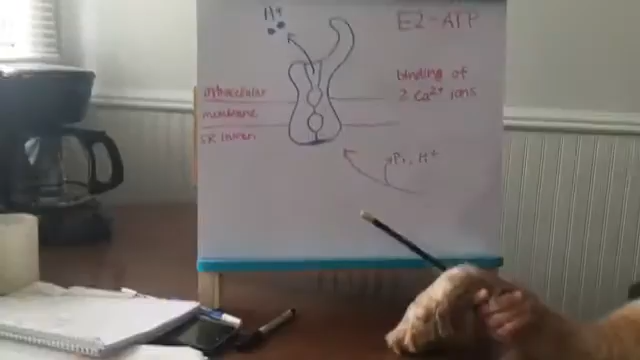 H+
E2-ATP
binding of
2 Ca2+ ions
intracellular
membrane
SR lumen
Pi, H+